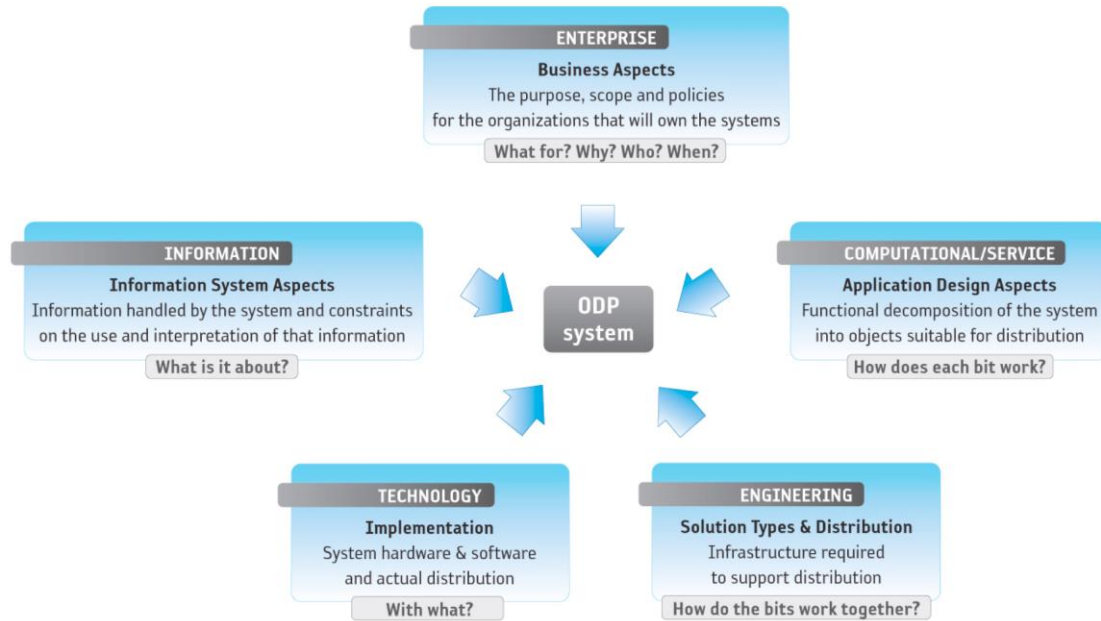 ENTERPRISE
Business Aspects
The purpose, scope and policies
for the organizations that will own the systems
What for? Why? Who? When?
INFORMATION
Information System Aspects
Information handled by the system and constraints
on the use and interpretation of that information
What is it about?
ODP
system
COMPUTATIONAL/SERVICE
Application Design Aspects
Functional decomposition of the system
into objects suitable for distribution
How does each bit work?
TECHNOLOGY
Implementation
System hardware & software
and actual distribution
With what?
ENGINEERING
Solution Types & Distribution
Infrastructure required
to support distribution
How do the bits work together?